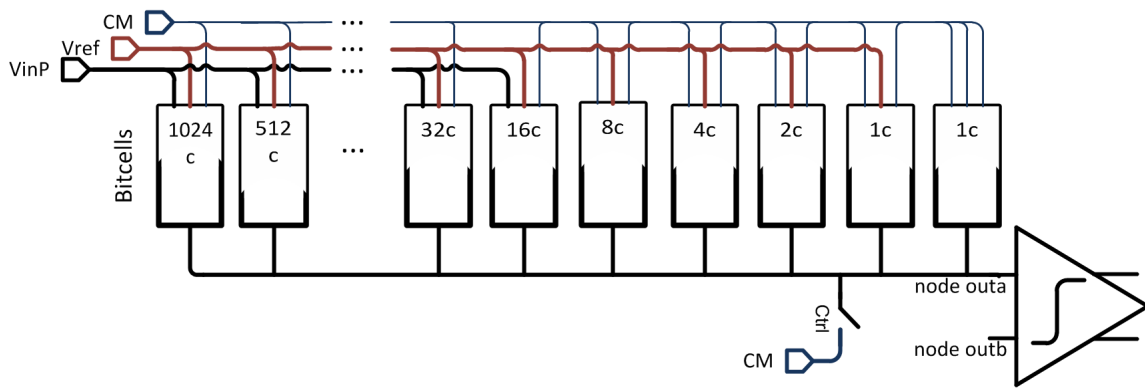 CM
...
Vref
...
VinP
...
Bitcells
1024
c
512
c
...
32c
16c
8c
4c
2c
1c
1c
node outa
Ctrl
CM
node outb